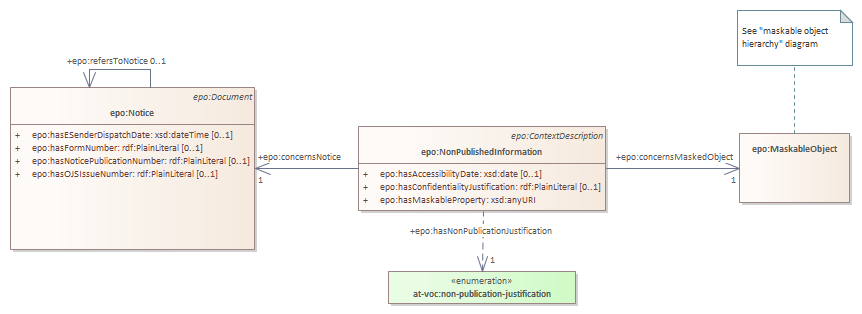 See "maskable object
hierarchy" diagram
+epo:refersToNotice 0..1
epo:Document
epo:Notice
+ epo:hasESenderDispatchDate: xsd:dateTime [0..1]
+ epo:hasFormNumber: rdf:PlainLiteral [0..1]
+ epo:hasNoticePublicationNumber: rdf:PlainLiteral [0..1]
+ epo:hasOJSIssueNumber: rdf:PlainLiteral [0..1]
+epo:concernsNotice
1
epo:ContextDescription
epo:NonPublishedInformation
+ epo:hasAccessibilityDate: xsd:date [0..1]
+ epo:hasConfidentialityJustification: rdf:PlainLiteral [0..1]
+ epo:hasMaskableProperty: xsd:anyURI
+epo:concernsMaskedObject
1
epo:MaskableObject
+epo:hasNonPublicationJustification
1
«enumeration»
at-voc:non-publication-justification